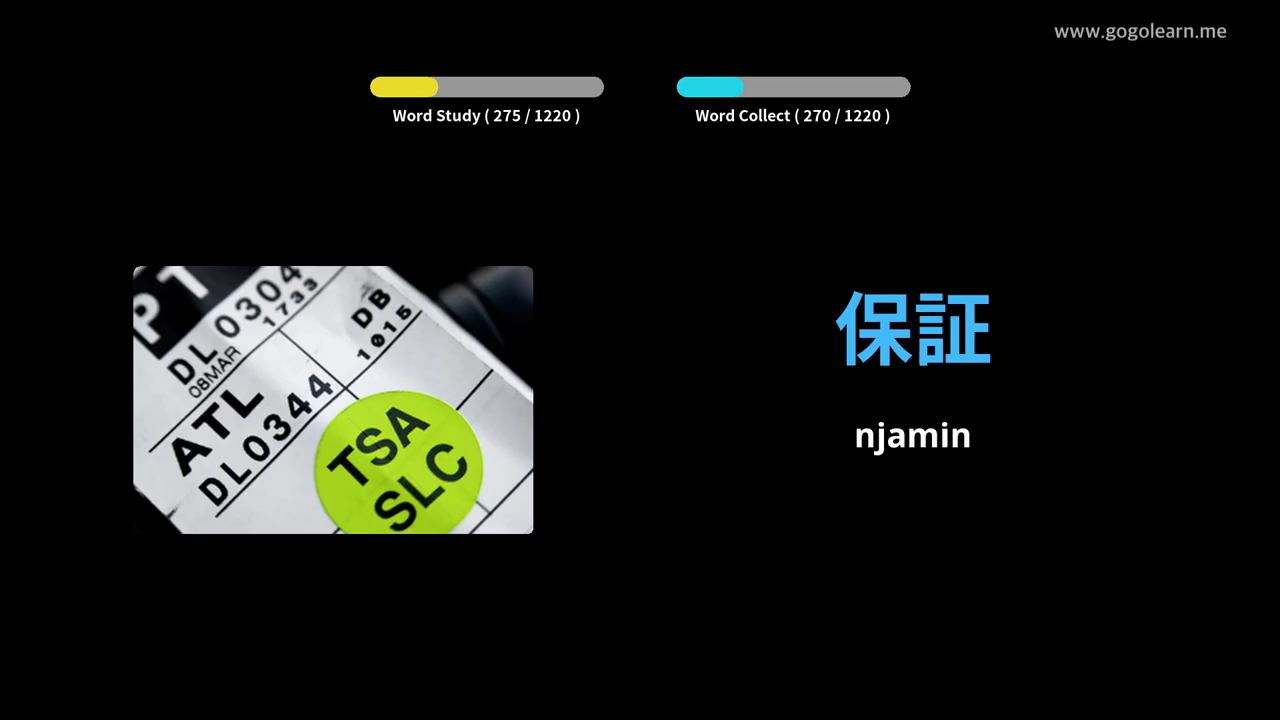 www.gogolearn.me
Word Study ( 275 / 1220 )
Word Collect ( 270 / 1220 )
P1
DL0304
1733
08MAR
DB
1015
ATL
DL0344
TSA
SLC
保証
njamin